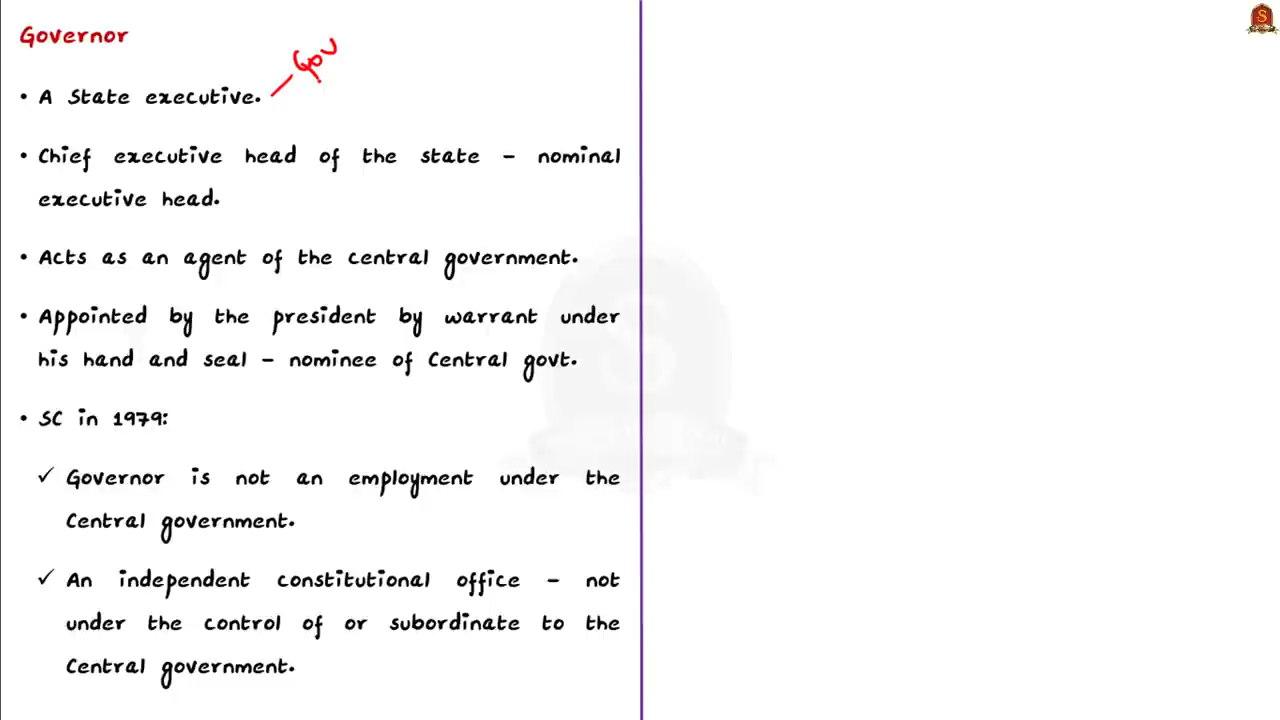 Governor
Gov
• A State executive.
• Chief executive head of the state – nominal
executive head.
• Acts as an agent of the central government.
• Appointed by the president by warrant under
his hand and seal – nominee of Central govt.
• SC in 1979:
✓ Governor is not an employment under the
Central government.
✓ An independent constitutional office – not
under the control of or subordinate to the
Central government.
S